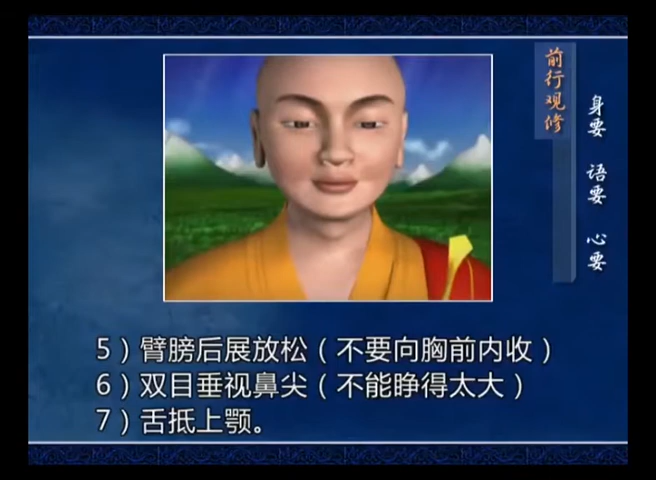 前行观修
身要 语要 心要
5）臂膀后展放松（不要向胸前内收）
6）双目垂视鼻尖（不能睁得太大）
7）舌抵上颚。